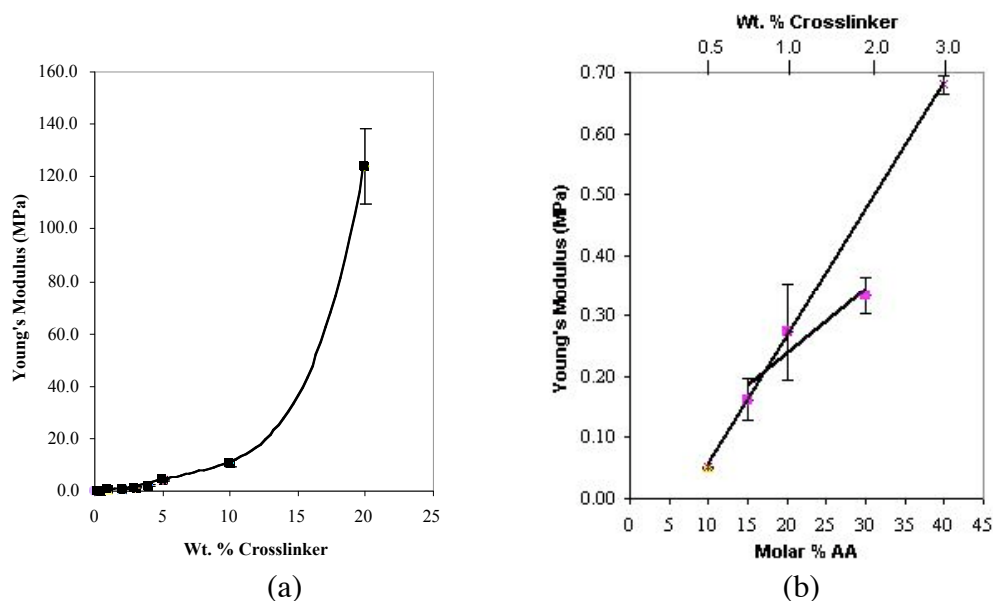 160.0
140.0
120.0
100.0
80.0
60.0
40.0
20.0
0.0
Young's Modulus (MPa)
0 5 10 15 20 25
Wt. % Crosslinker
(a)
Wt. % Crosslinker
0.5 1.0 2.0 3.0
0.70
0.60
0.50
0.40
0.30
0.20
0.10
0.00
Young's Modulus (MPa)
0 5 10 15 20 25 30 35 40 45
Molar % AA
(b)